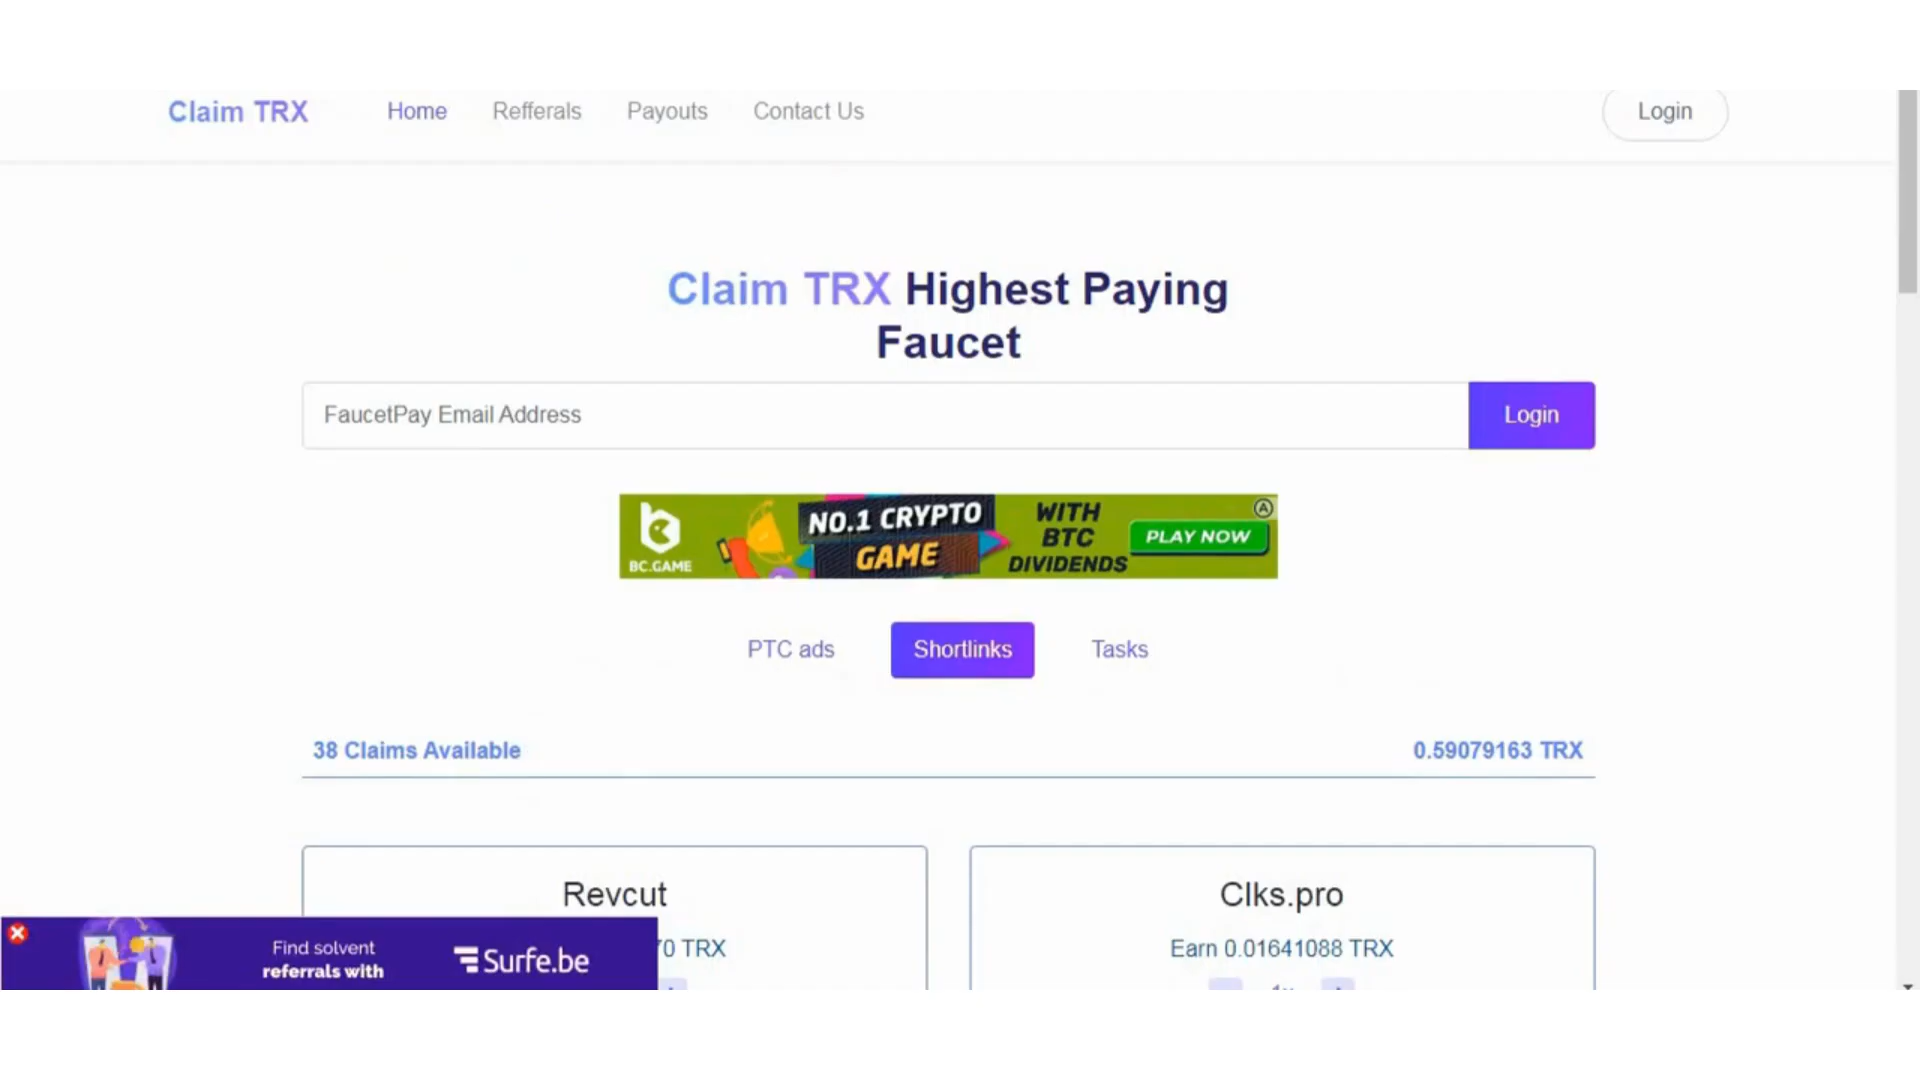 Claim TRX Home Refferals Payouts Contact Us Login
Claim TRX Highest Paying
Faucet
FaucetPay Email Address Login
BC.GAME NO.1 CRYPTO GAME WITH BTC DIVIDENDS PLAY NOW
PTC ads Shortlinks Tasks
38 Claims Available 0.59079163 TRX
Revcut Clks.pro
70 TRX Earn 0.01641088 TRX
Find solvent
referrals with Surfe.be